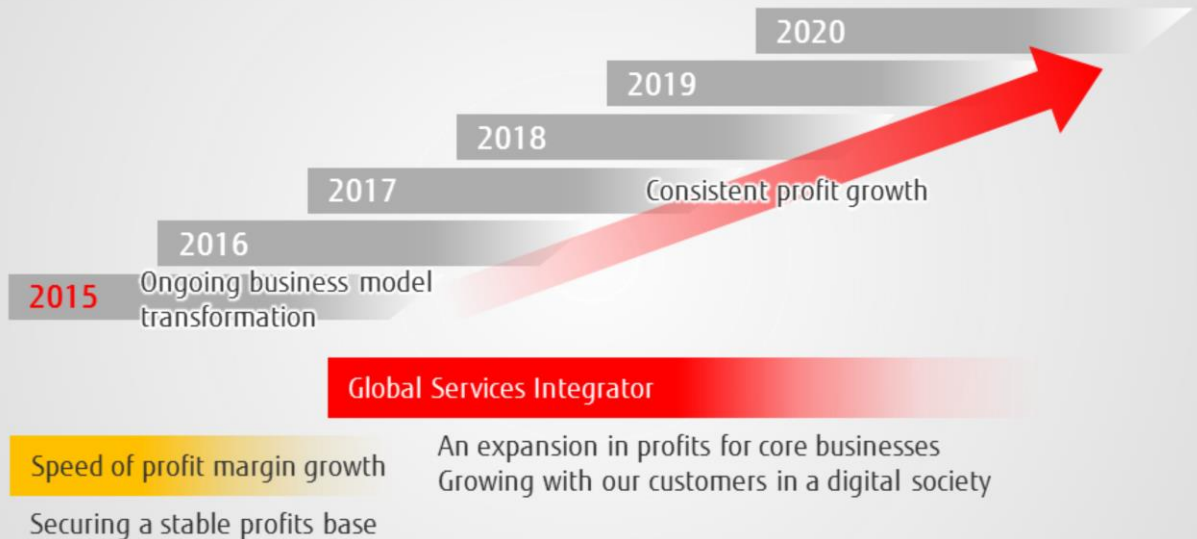 2020
2019
2018
2017
Consistent profit growth
2016
2015
Ongoing business model
transformation
Global Services Integrator
An expansion in profits for core businesses
Growing with our customers in a digital society
Speed of profit margin growth
Securing a stable profits base